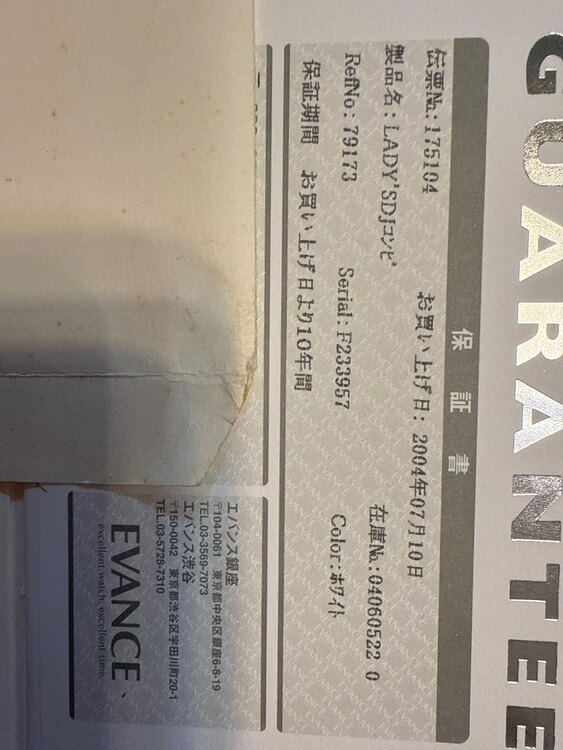 GUARANTEE
保証書
伝票No.:175104 お買い上げ日: 2004年07月10日
製品名: LADY'SDJコンビ 在庫No.:04060522 0
RefNo: 79173 Serial: F233957 Color:ホワイト
保証期間 お買い上げ日より10年間
エバンス銀座
〒104-0061 東京都中央区銀座6-8-19
TEL.03-3569-7073
エバンス渋谷
〒150-0042 東京都渋谷区宇田川町20-1
TEL.03-5728-7310
EVANCE
excellent watch, excellent time.